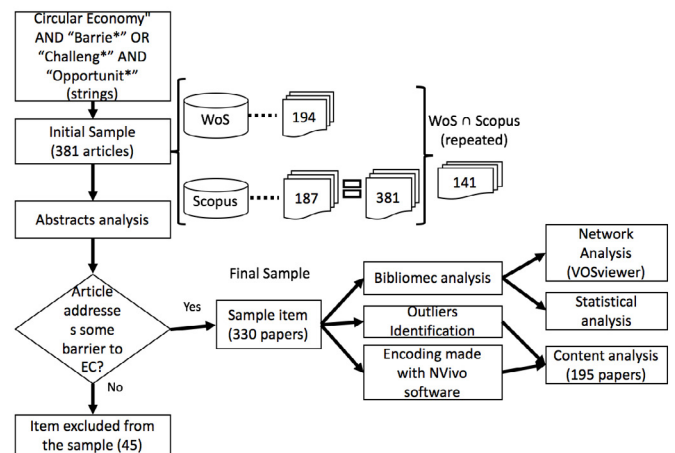 Circular Economy"
AND "Barrie*" OR
"Challeng*" AND
"Opportunit*"
(strings)
Initial Sample
(381 articles)
Abstracts analysis
Article
addresse
s some
barrier to
EC?
Yes
No
Item excluded from
the sample (45)
WoS
194
Scopus
187
381
WoS ∩ Scopus
(repeated)
141
Final Sample
Sample item
(330 papers)
Bibliomec analysis
Outliers
Identification
Encoding made
with NVivo
software
Network
Analysis
(VOSviewer)
Statistical
analysis
Content analysis
(195 papers)